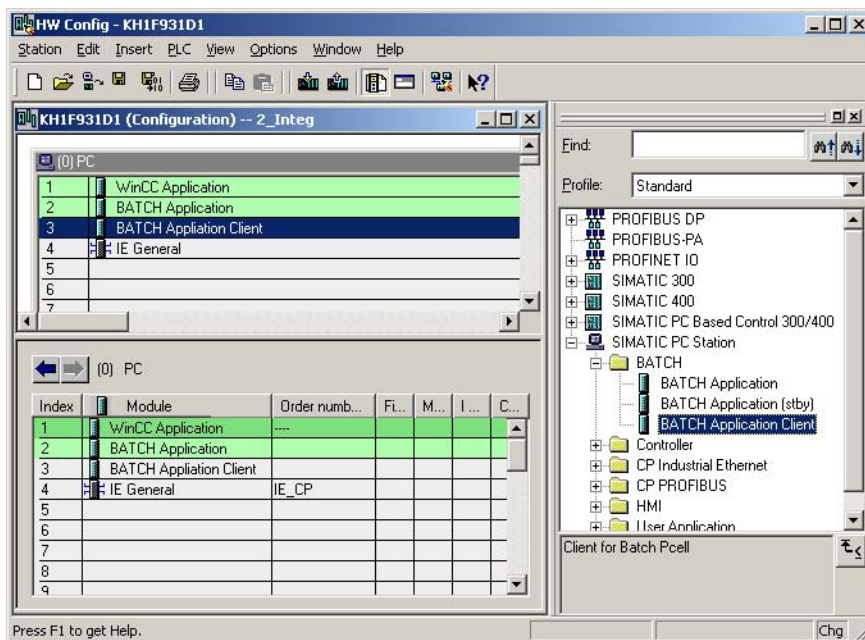 HW Config - KH1F931D1
Station Edit Insert PLC View Options Window Help
KH1F931D1 (Configuration) -- 2_Integ
(0) PC
1 WinCC Application
2 BATCH Application
3 BATCH Appliation Client
4 IE General
5
6
7
(0) PC
Index Module Order numb... Fi... M... I ... C...
1 WinCC Application ----
2 BATCH Application
3 BATCH Appliation Client
4 IE General IE_CP
5
6
7
8
9
Find:
Profile: Standard
PROFIBUS DP
PROFIBUS-PA
PROFINET IO
SIMATIC 300
SIMATIC 400
SIMATIC PC Based Control 300/400
SIMATIC PC Station
BATCH
BATCH Application
BATCH Application (stby)
BATCH Application Client
Controller
CP Industrial Ethernet
CP PROFIBUS
HMI
User Application
Client for Batch Pcell
Press F1 to get Help.
Chg